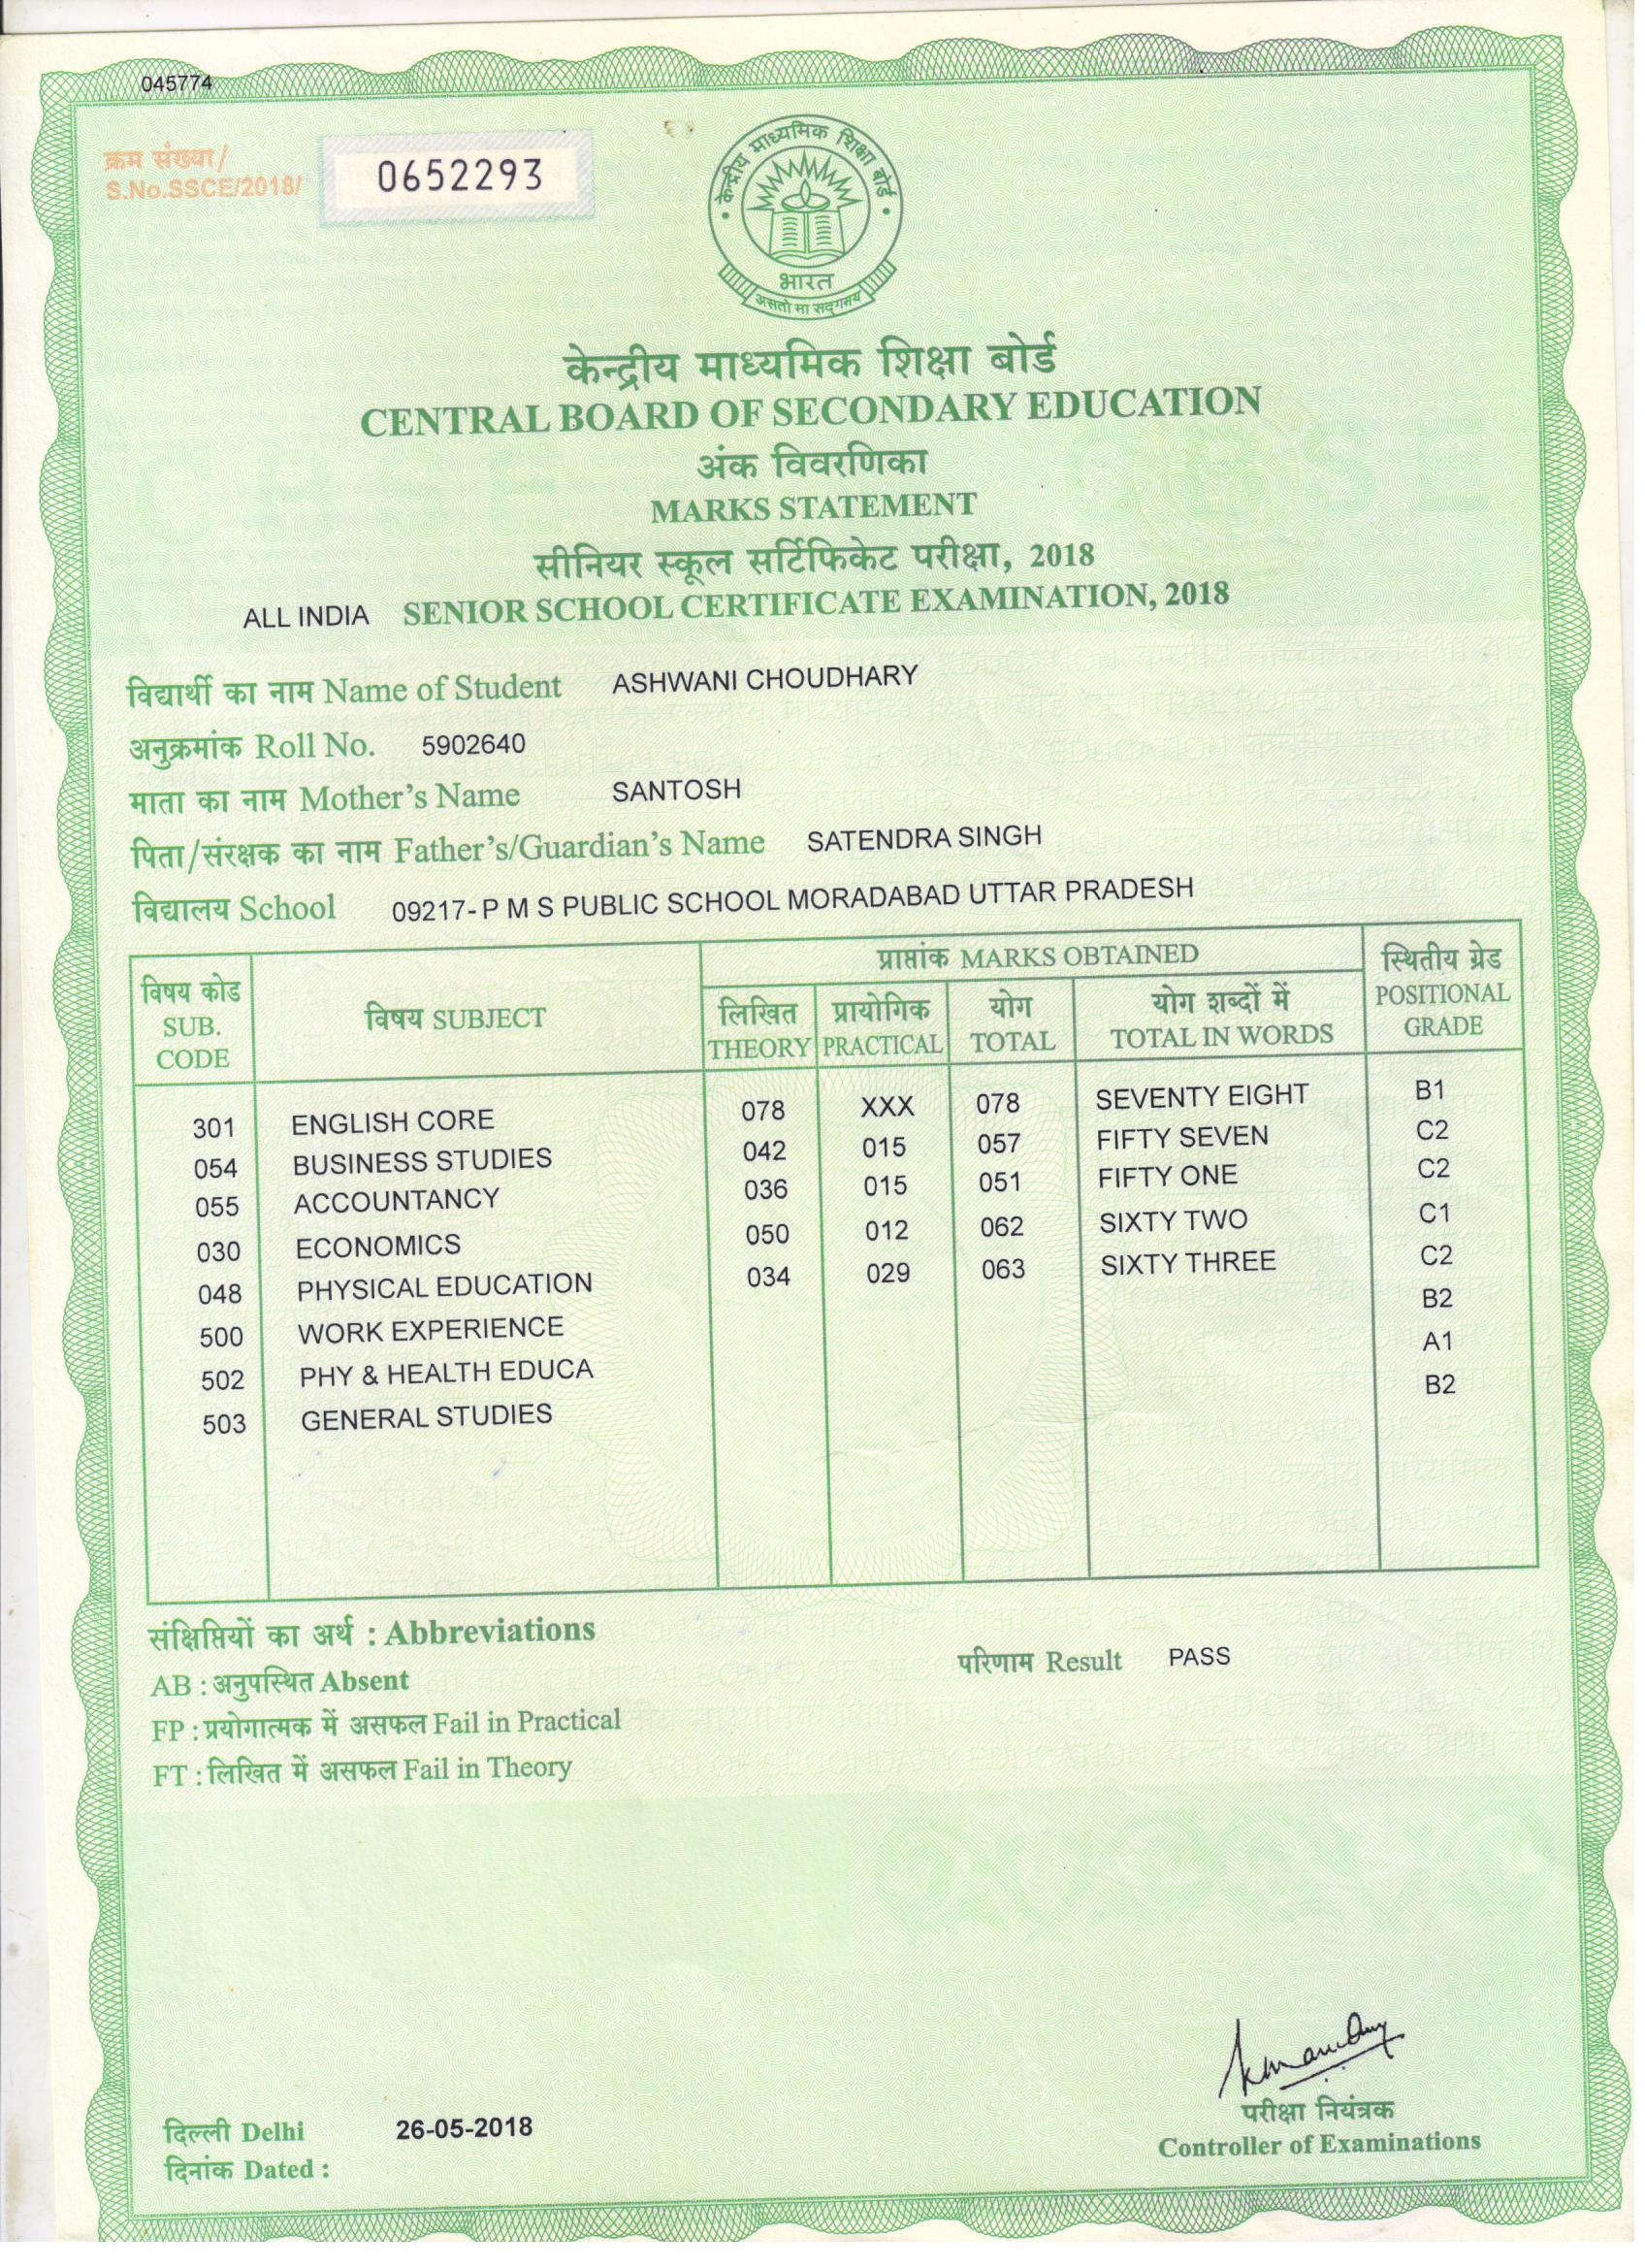 045774
क्रम संख्या/
S.No.SSCE/2018/ 0652293
केन्द्रीय माध्यमिक शिक्षा बोर्ड
भारत
असतो मा सद्गमय
केन्द्रीय माध्यमिक शिक्षा बोर्ड
CENTRAL BOARD OF SECONDARY EDUCATION
अंक विवरणिका
MARKS STATEMENT
सीनियर स्कूल सर्टिफिकेट परीक्षा, 2018
ALL INDIA SENIOR SCHOOL CERTIFICATE EXAMINATION, 2018
विद्यार्थी का नाम Name of Student ASHWANI CHOUDHARY
अनुक्रमांक Roll No. 5902640
माता का नाम Mother's Name SANTOSH
पिता/संरक्षक का नाम Father's/Guardian's Name SATENDRA SINGH
विद्यालय School 09217- P M S PUBLIC SCHOOL MORADABAD UTTAR PRADESH
विषय कोड SUB. CODE
विषय SUBJECT
प्राप्तांक MARKS OBTAINED
लिखित THEORY
प्रायोगिक PRACTICAL
योग TOTAL
योग शब्दों में TOTAL IN WORDS
स्थितीय ग्रेड POSITIONAL GRADE
301 ENGLISH CORE 078 XXX 078 SEVENTY EIGHT B1
054 BUSINESS STUDIES 042 015 057 FIFTY SEVEN C2
055 ACCOUNTANCY 036 015 051 FIFTY ONE C2
030 ECONOMICS 050 012 062 SIXTY TWO C1
048 PHYSICAL EDUCATION 034 029 063 SIXTY THREE C2
500 WORK EXPERIENCE B2
502 PHY & HEALTH EDUCA A1
503 GENERAL STUDIES B2
संक्षिप्तियों का अर्थ : Abbreviations
परिणाम Result PASS
AB : अनुपस्थित Absent
FP : प्रयोगात्मक में असफल Fail in Practical
FT : लिखित में असफल Fail in Theory
परीक्षा नियंत्रक
Controller of Examinations
दिल्ली Delhi 26-05-2018
दिनांक Dated :